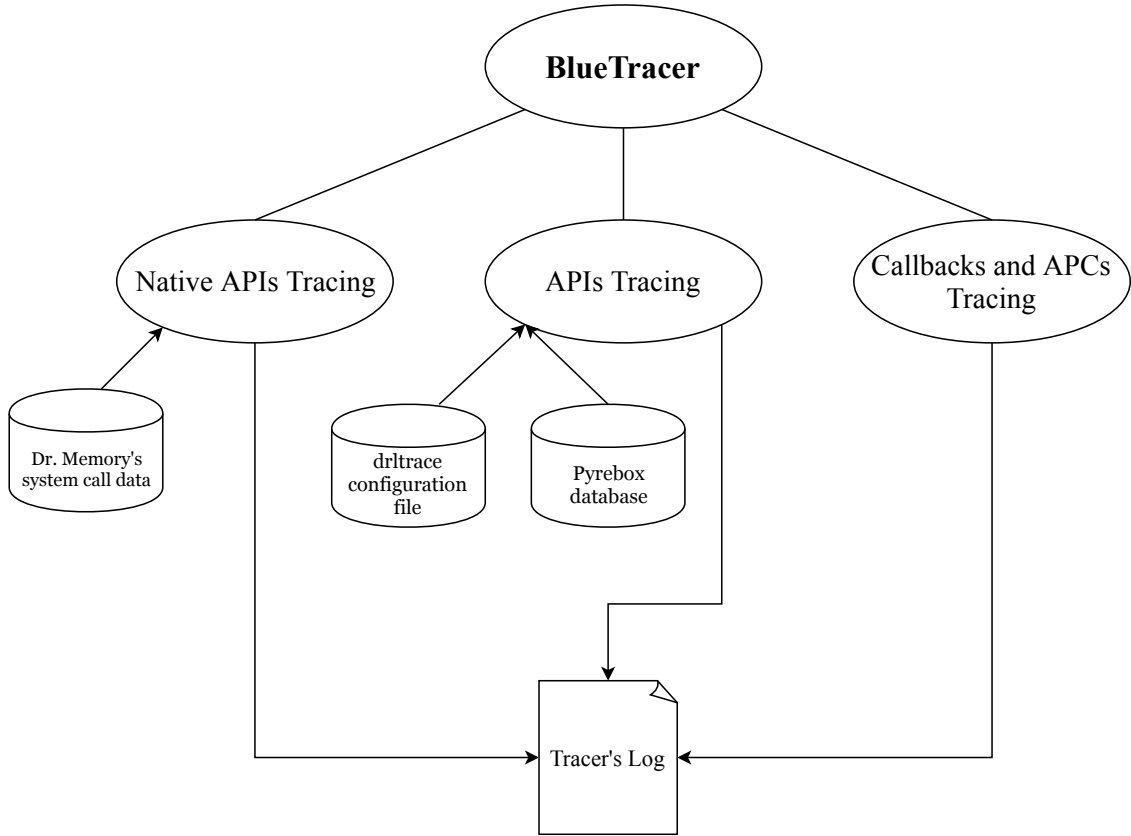 BlueTracer
Native APIs Tracing
APIs Tracing
Callbacks and APCs
Tracing
Dr. Memory's
system call data
drltrace
configuration
file
Pyrebox
database
Tracer's Log